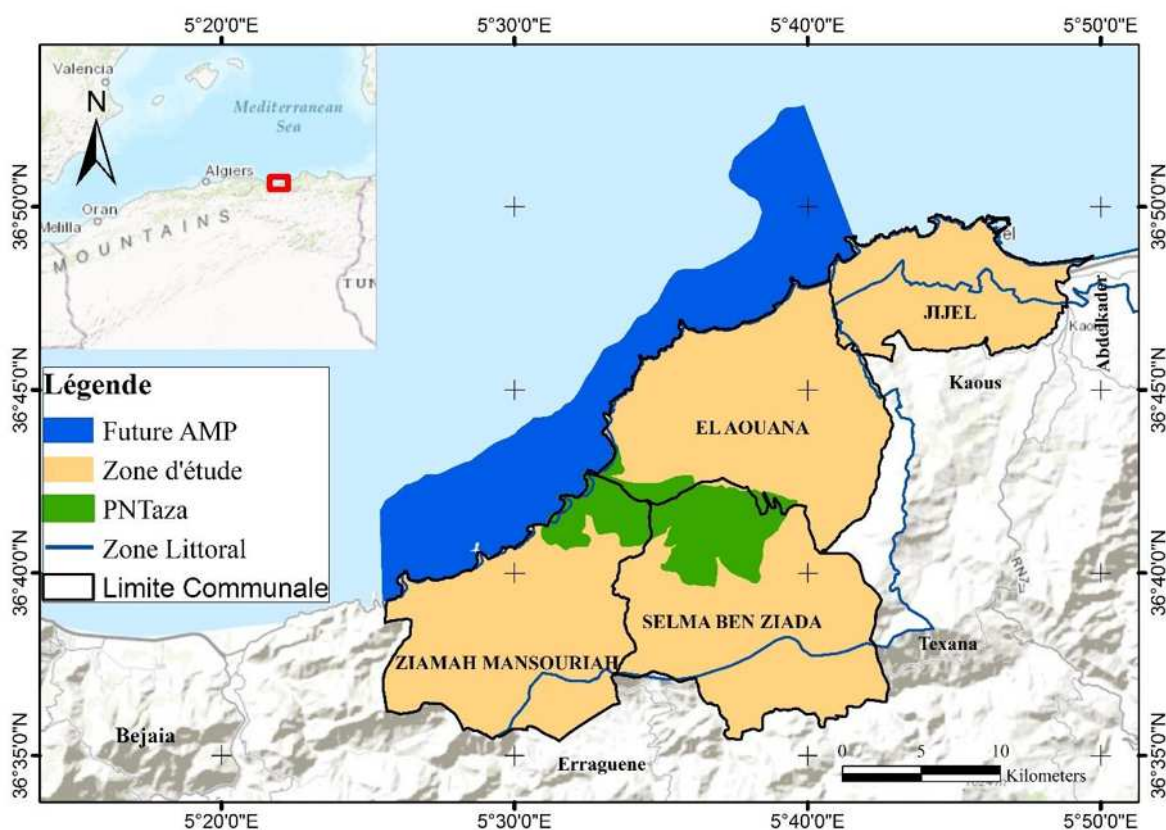 5°20'0"E
5°30'0"E
5°40'0"E
5°50'0"E
36°50'0"N
36°45'0"N
36°40'0"N
36°35'0"N
Valencia
N
Mediterranean
Sea
Algiers
Oran
Melilla
MOUNTAINS
TUN
Légende
Future AMP
Zone d'étude
PNTaza
Zone Littoral
Limite Communale
el
JIJEL
Kaous
Abdelkader
EL AOUANA
SELMA BEN ZIADA
ZIAMAH MANSOURIAH
Texana
Bejaia
Erraguene
0 5 10
Kilometers
36°50'0"N
36°45'0"N
36°40'0"N
36°35'0"N
5°20'0"E
5°30'0"E
5°40'0"E
5°50'0"E